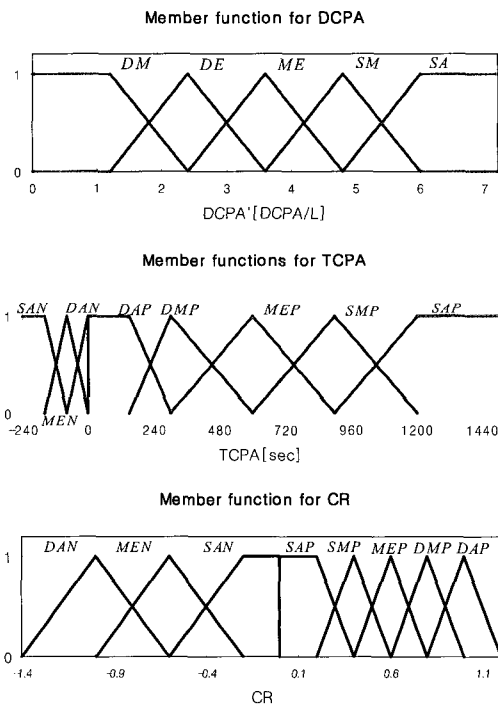 Member function for DCPA
DM DE ME SM SA
1
0
0 1 2 3 4 5 6 7
DCPA'[DCPA/L]
Member functions for TCPA
SAN DAN DAP DMP MEP SMP SAP
1
MEN
0
-240 0 240 480 720 960 1200 1440
TCPA[sec]
Member function for CR
DAN MEN SAN SAP SMP MEP DMP DAP
1
0
-1.4 -0.9 -0.4 0.1 0.6 1.1
CR